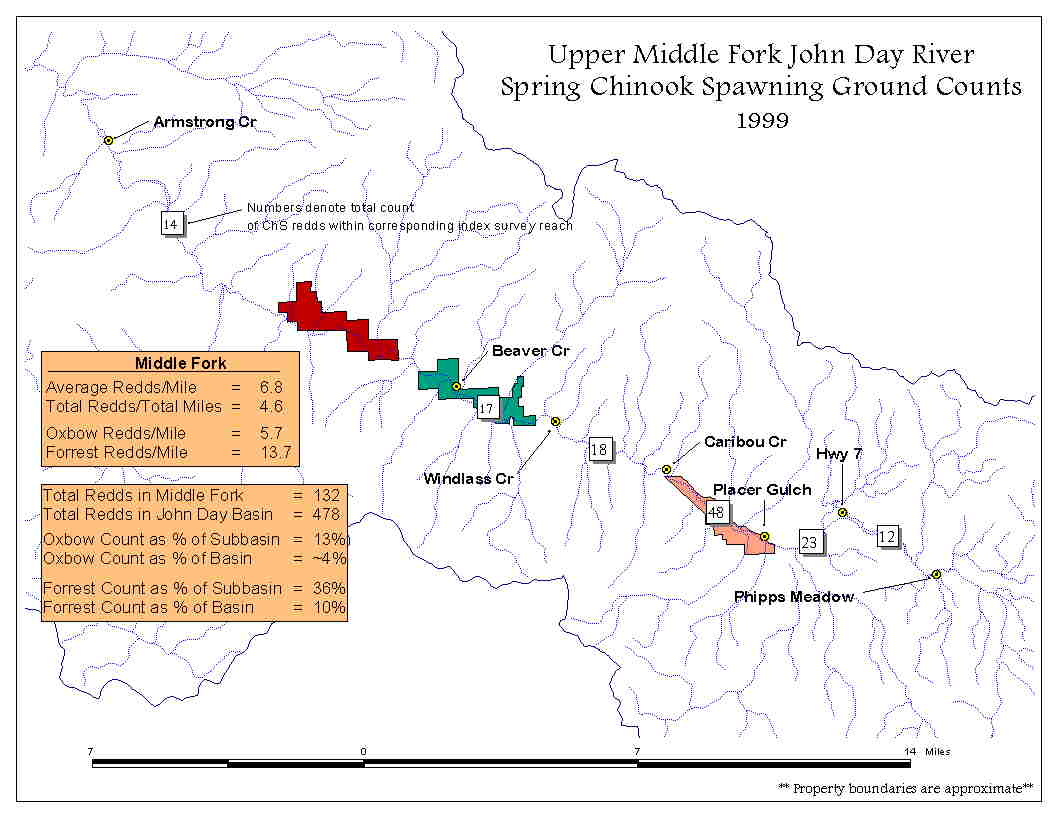 Upper Middle Fork John Day River
Spring Chinook Spawning Ground Counts
1999
Armstrong Cr
Numbers denote total count
of ChS redds within corresponding index survey reach
14
Beaver Cr
17
Windlass Cr
18
Caribou Cr
Hwy 7
Placer Gulch
48
23
12
Phipps Meadow
Middle Fork
Average Redds/Mile = 6.8
Total Redds/Total Miles = 4.6
Oxbow Redds/Mile = 5.7
Forrest Redds/Mile = 13.7
Total Redds in Middle Fork = 132
Total Redds in John Day Basin = 478
Oxbow Count as % of Subbasin = 13%
Oxbow Count as % of Basin = ~4%
Forrest Count as % of Subbasin = 36%
Forrest Count as % of Basin = 10%
7 0 7 14 Miles
** Property boundaries are approximate**